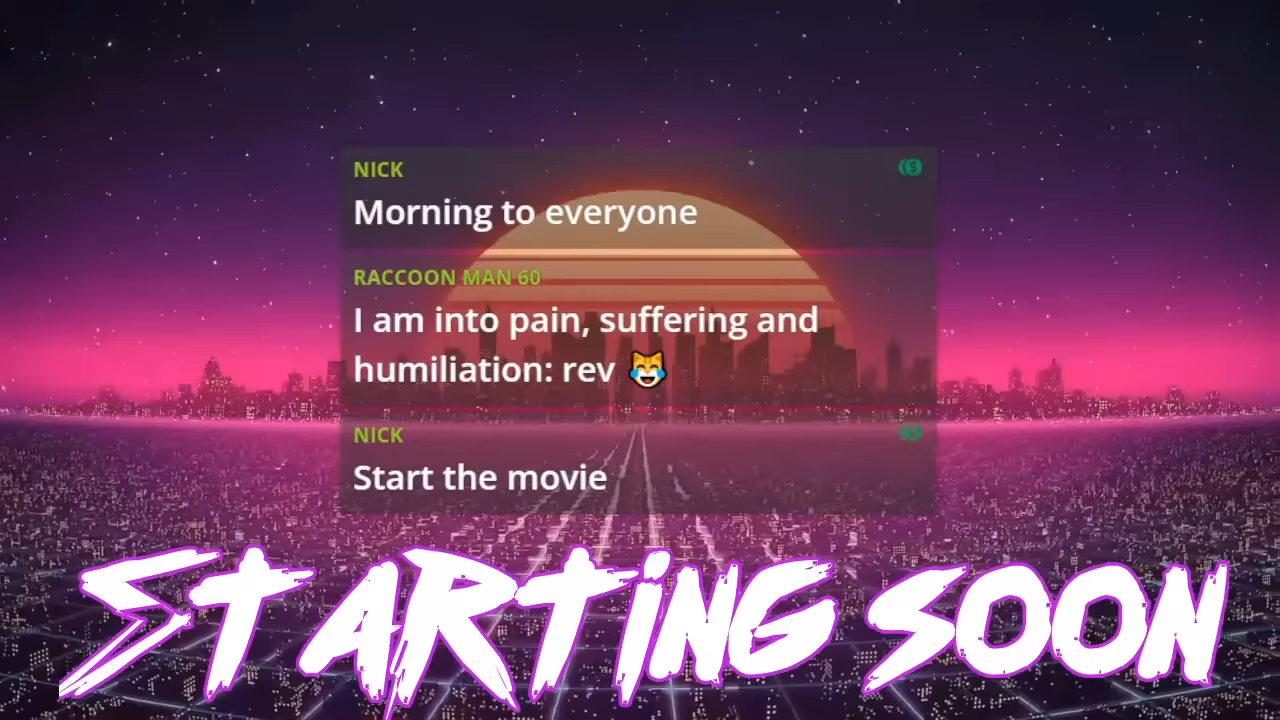 NICK
Morning to everyone
RACCOON MAN 60
I am into pain, suffering and
humiliation: rev 😹
NICK
Start the movie
STARTING SOON